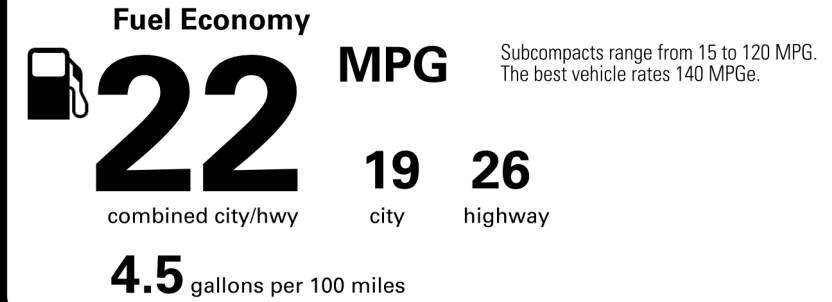 Fuel Economy
22 MPG
Subcompacts range from 15 to 120 MPG.
The best vehicle rates 140 MPGe.
19 26
combined city/hwy city highway
4.5 gallons per 100 miles